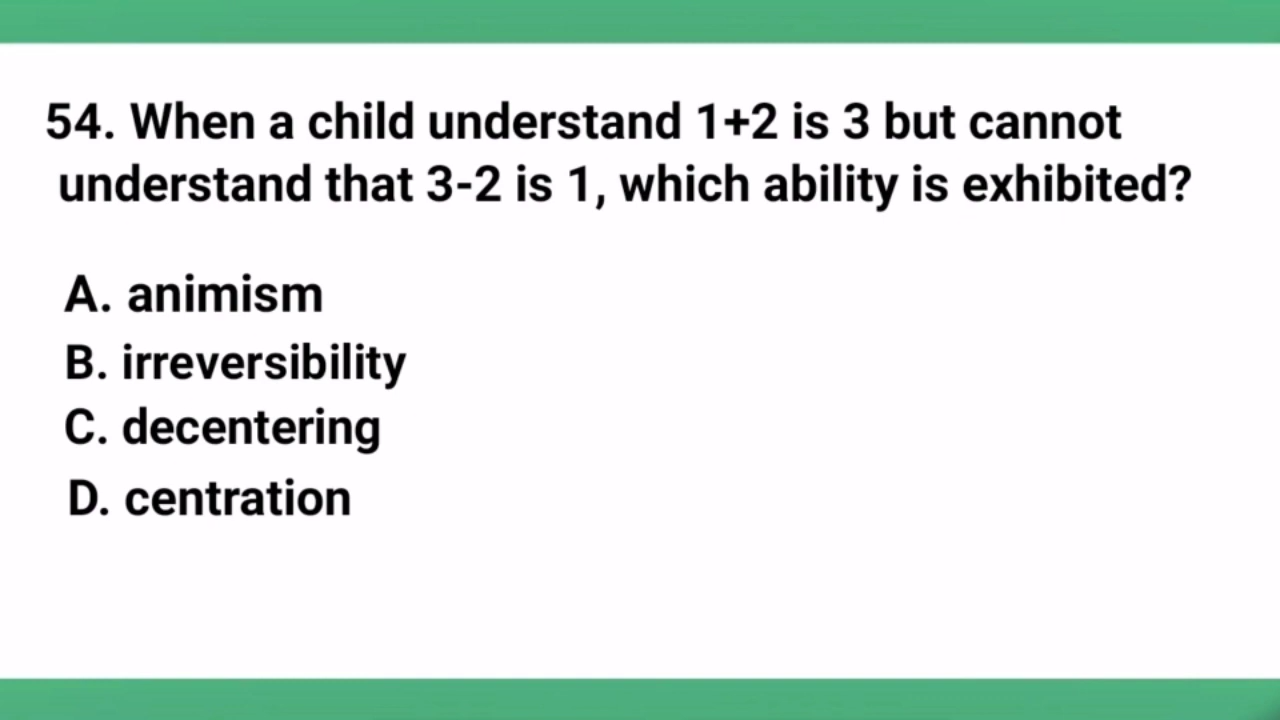 54. When a child understand 1+2 is 3 but cannot
understand that 3-2 is 1, which ability is exhibited?
A. animism
B. irreversibility
C. decentering
D. centration